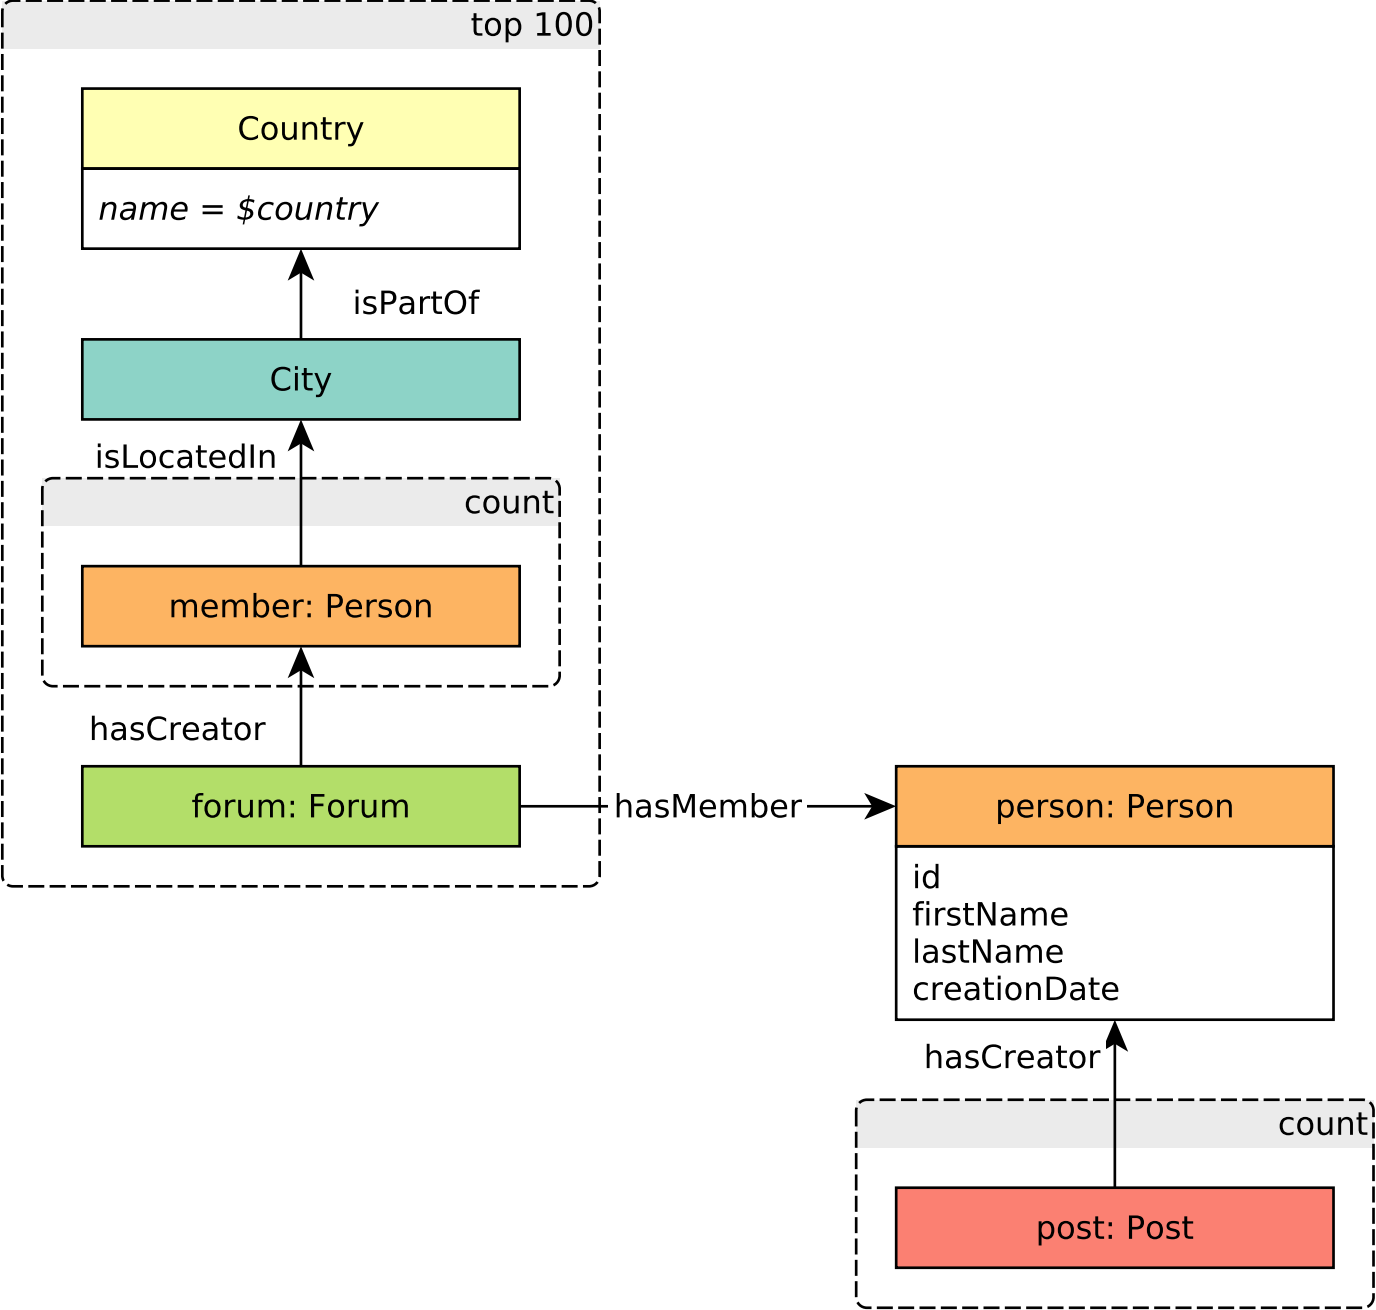 top 100
Country
name = $country
isPartOf
City
isLocatedIn
count
member: Person
hasCreator
forum: Forum
hasMember
person: Person
id
firstName
lastName
creationDate
hasCreator
count
post: Post